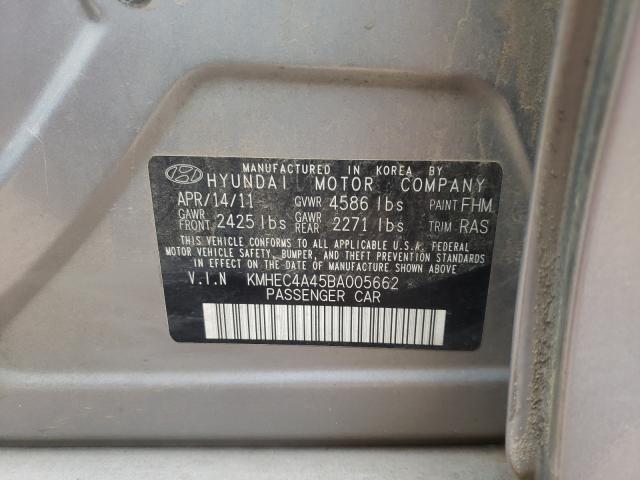 MANUFACTURED IN KOREA BY
HYUNDAI MOTOR COMPANY
APR/14/11 GVWR 4586 lbs PAINT FHM
GAWR FRONT 2425 lbs GAWR REAR 2271 lbs TRIM RAS
THIS VEHICLE CONFORMS TO ALL APPLICABLE U.S.A. FEDERAL
MOTOR VEHICLE SAFETY, BUMPER, AND THEFT PREVENTION STANDARDS
IN EFFECT ON THE DATE OF MANUFACTURE SHOWN ABOVE.
V.I.N KMHEC4A45BA005662
PASSENGER CAR